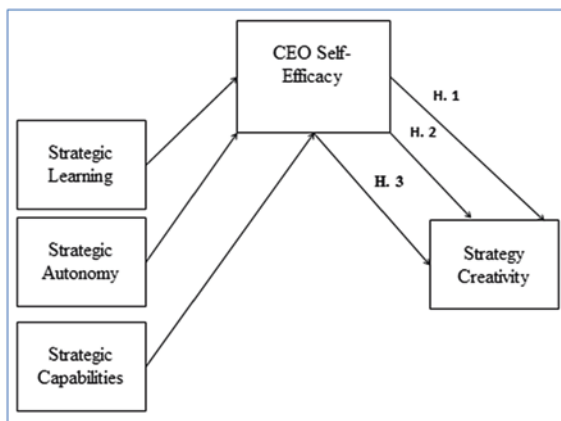 CEO Self-
Efficacy
H. 1
H. 2
H. 3
Strategic
Learning
Strategic
Autonomy
Strategic
Capabilities
Strategy
Creativity